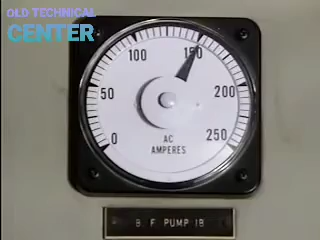 OLD TECHNICAL
CENTER
100
150
50
200
0
250
AC
AMPERES
B F PUMP 1B